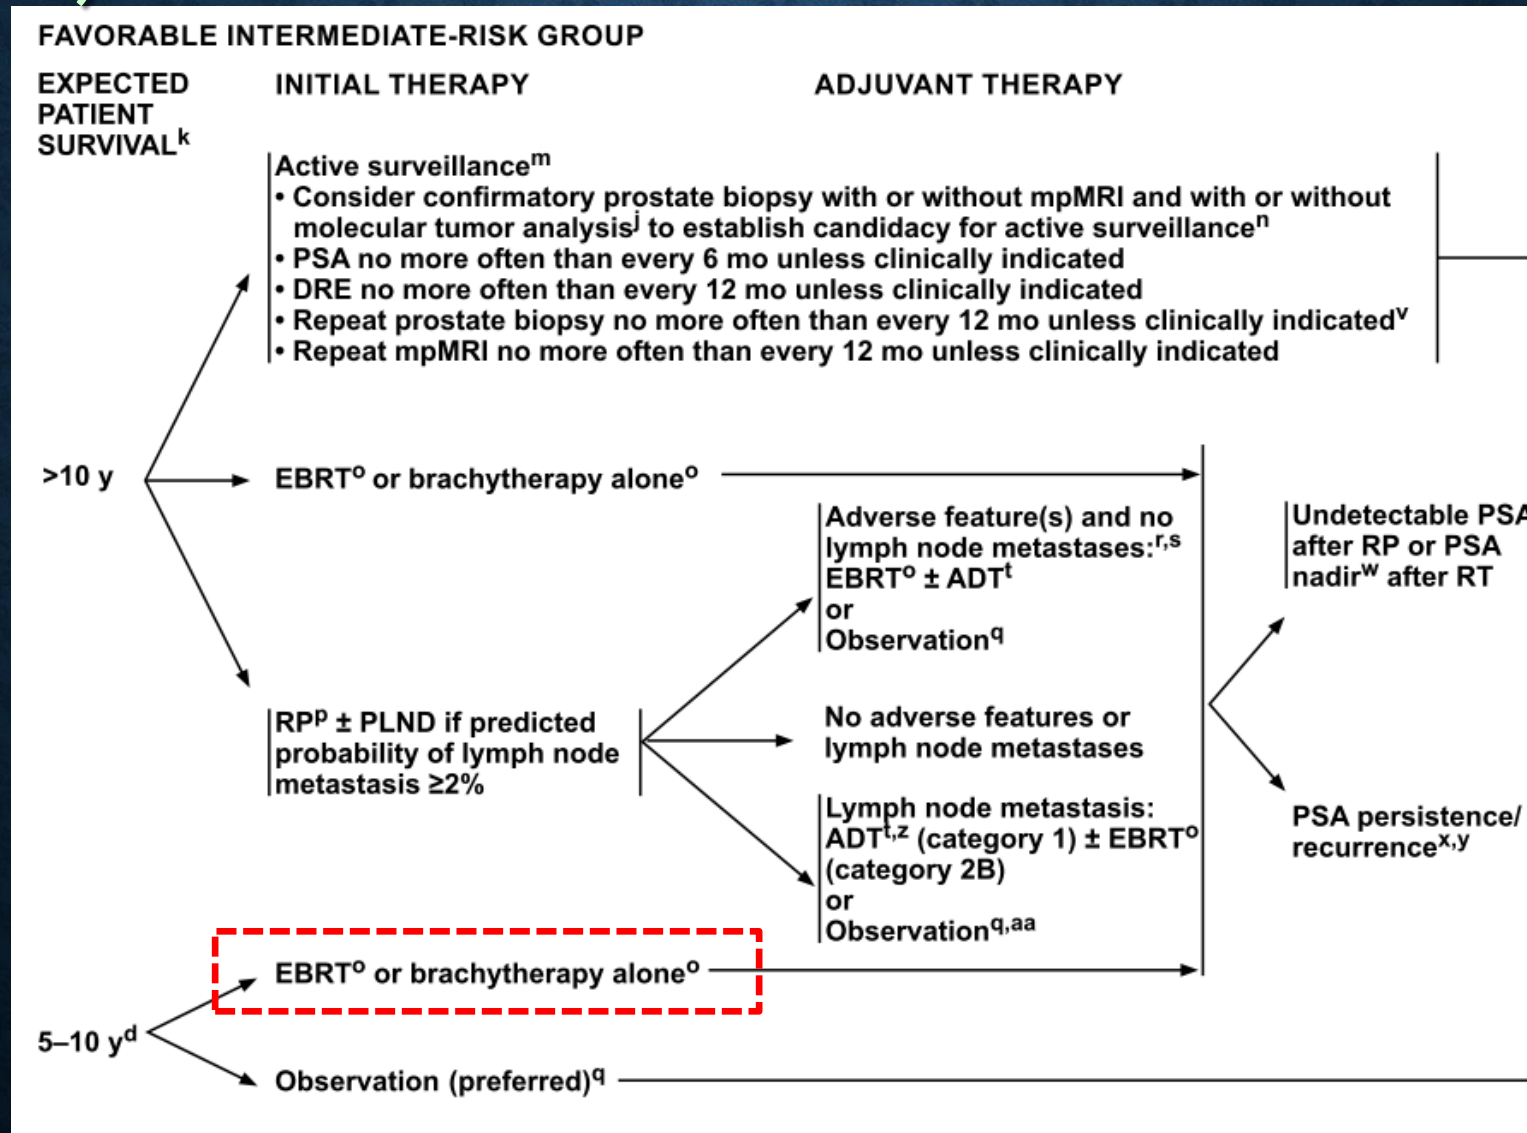 FAVORABLE INTERMEDIATE-RISK GROUP
EXPECTED
PATIENT
SURVIVALk
INITIAL THERAPY
ADJUVANT THERAPY
Active surveillancem
• Consider confirmatory prostate biopsy with or without mpMRI and with or without
molecular tumor analysisj to establish candidacy for active surveillancen
• PSA no more often than every 6 mo unless clinically indicated
• DRE no more often than every 12 mo unless clinically indicated
• Repeat prostate biopsy no more often than every 12 mo unless clinically indicatedv
• Repeat mpMRI no more often than every 12 mo unless clinically indicated
>10 y
EBRTo or brachytherapy aloneo
Adverse feature(s) and no
lymph node metastases:r,s
EBRTo ± ADTt
or
Observationq
Undetectable PSA
after RP or PSA
nadirw after RT
RPp ± PLND if predicted
probability of lymph node
metastasis ≥2%
No adverse features or
lymph node metastases
Lymph node metastasis:
ADTt,z (category 1) ± EBRTo
(category 2B)
or
Observationq,aa
PSA persistence/
recurrencex,y
EBRTo or brachytherapy aloneo
5–10 yd
Observation (preferred)q